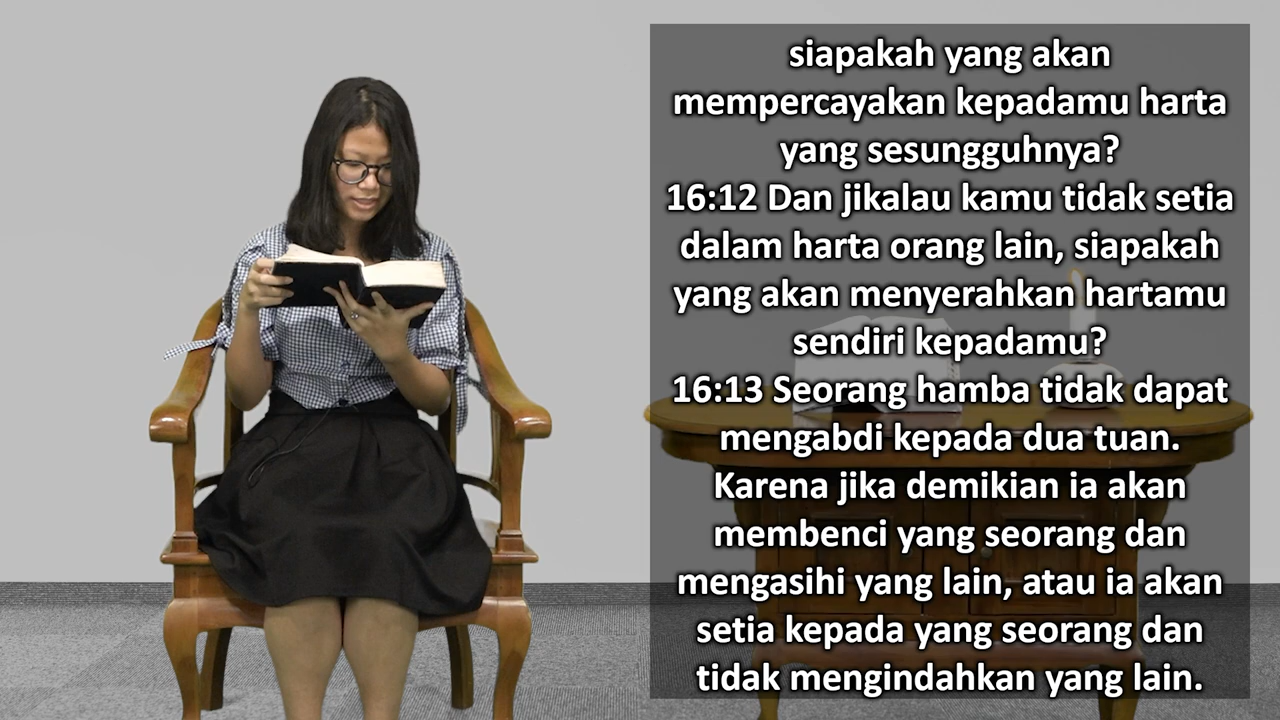 siapakah yang akan
mempercayakan kepadamu harta
yang sesungguhnya?
16:12 Dan jikalau kamu tidak setia
dalam harta orang lain, siapakah
yang akan menyerahkan hartamu
sendiri kepadamu?
16:13 Seorang hamba tidak dapat
mengabdi kepada dua tuan.
Karena jika demikian ia akan
membenci yang seorang dan
mengasihi yang lain, atau ia akan
setia kepada yang seorang dan
tidak mengindahkan yang lain.